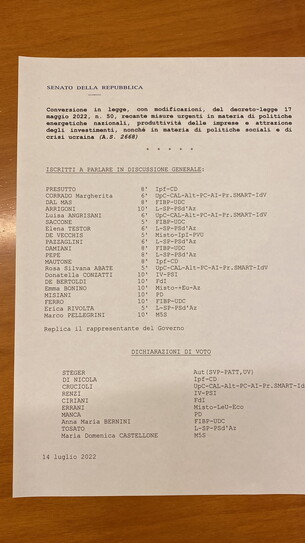 SENATO DELLA REPUBBLICA
Conversione in legge, con modificazioni, del decreto-legge 17
maggio 2022, n. 50, recante misure urgenti in materia di politiche
energetiche nazionali, produttività delle imprese e attrazione
degli investimenti, nonché in materia di politiche sociali e di
crisi ucraina (A.S. 2668)
* * * * *
ISCRITTI A PARLARE IN DISCUSSIONE GENERALE:
PRESUTTO 8' Ipf-CD
CORRADO Margherita 6' UpC-CAL-Alt-PC-AI-Pr.SMART-IdV
DAL MAS 8' FIBP-UDC
ARRIGONI 10' L-SP-PSd'Az
Luisa ANGRISANI 6' UpC-CAL-Alt-PC-AI-Pr.SMART-IdV
SACCONE 5' FIBP-UDC
Elena TESTOR 6' L-SP-PSd'Az
DE VECCHIS 5' Misto-IpI-PVU
PAZZAGLINI 6' L-SP-PSd'Az
DAMIANI 8' FIBP-UDC
PEPE 8' L-SP-PSd'Az
MAUTONE 8' Ipf-CD
Rosa Silvana ABATE 5' UpC-CAL-Alt-PC-AI-Pr.SMART-IdV
Donatella CONZATTI 10' IV-PSI
DE BERTOLDI 10' FdI
Emma BONINO 10' Misto-+Eu-Az
MISIANI 10' PD
FERRO 10' FIBP-UDC
Erica RIVOLTA 5' L-SP-PSd'Az
Marco PELLEGRINI 10' M5S
Replica il rappresentante del Governo
DICHIARAZIONI DI VOTO
STEGER Aut(SVP-PATT,UV)
DI NICOLA Ipf-CD
CRUCIOLI UpC-CAL-Alt-PC-AI-Pr.SMART-Id
RENZI IV-PSI
CIRIANI FdI
ERRANI Misto-LeU-Eco
MANCA PD
Anna Maria BERNINI FIBP-UDC
TOSATO L-SP-PSd'Az
Maria Domenica CASTELLONE M5S
14 luglio 2022